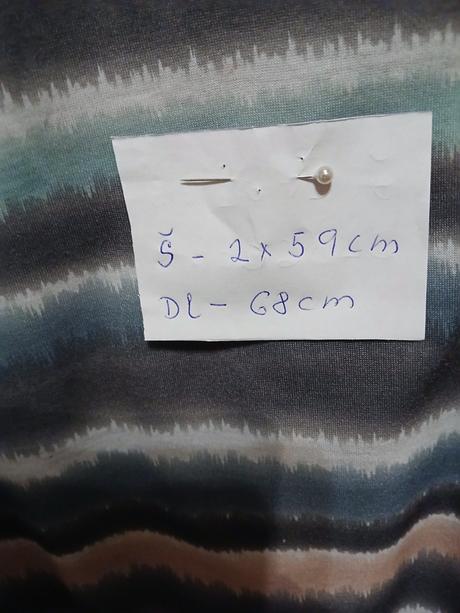 Š - 2x59cm
Dl - 68cm